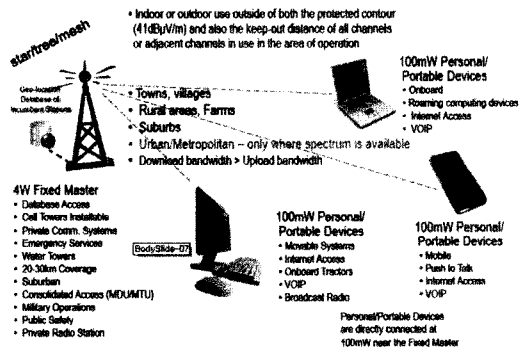 • Indoor or outdoor use outside of both the protected contour
(41dBµV/m) and also the keep-out distance of all channels
or adjacent channels in use in the area of operation
star/tree/mesh
Geo-location
Database of
Incumbent Stations
• Towns, villages
• Rural areas, Farms
• Suburbs
• Urban/Metropolitan – only where spectrum is available
• Download bandwidth > Upload bandwidth
100mW Personal/
Portable Devices
• Onboard
• Roaming computing devices
• Internet Access
• VOIP
4W Fixed Master
• Database Access
• Cell Towers Installable
• Private Comm. Systems
• Emergency Services
• Water Towers
• 20-30km Coverage
• Suburban
• Consolidated Access (MDU/MTU)
• Military Operations
• Public Safety
• Private Radio Station
BodySlide-07
100mW Personal/
Portable Devices
• Movable Systems
• Internet Access
• Onboard Tractors
• VOIP
• Broadcast Radio
100mW Personal/
Portable Devices
• Mobile
• Push to Talk
• Internet Access
• VOIP
Personal/Portable Devices
are directly connected at
100mW near the Fixed Master